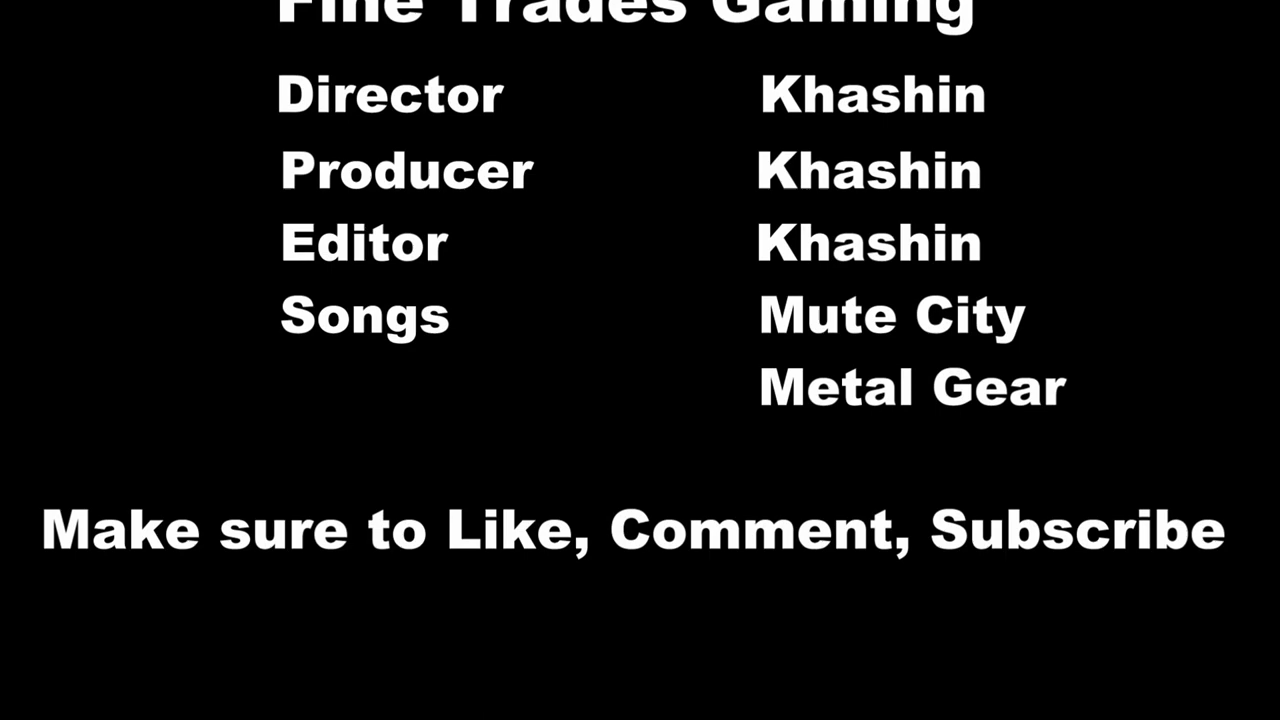 Fine Trades Gaming
Director Khashin
Producer Khashin
Editor Khashin
Songs Mute City
Metal Gear
Make sure to Like, Comment, Subscribe